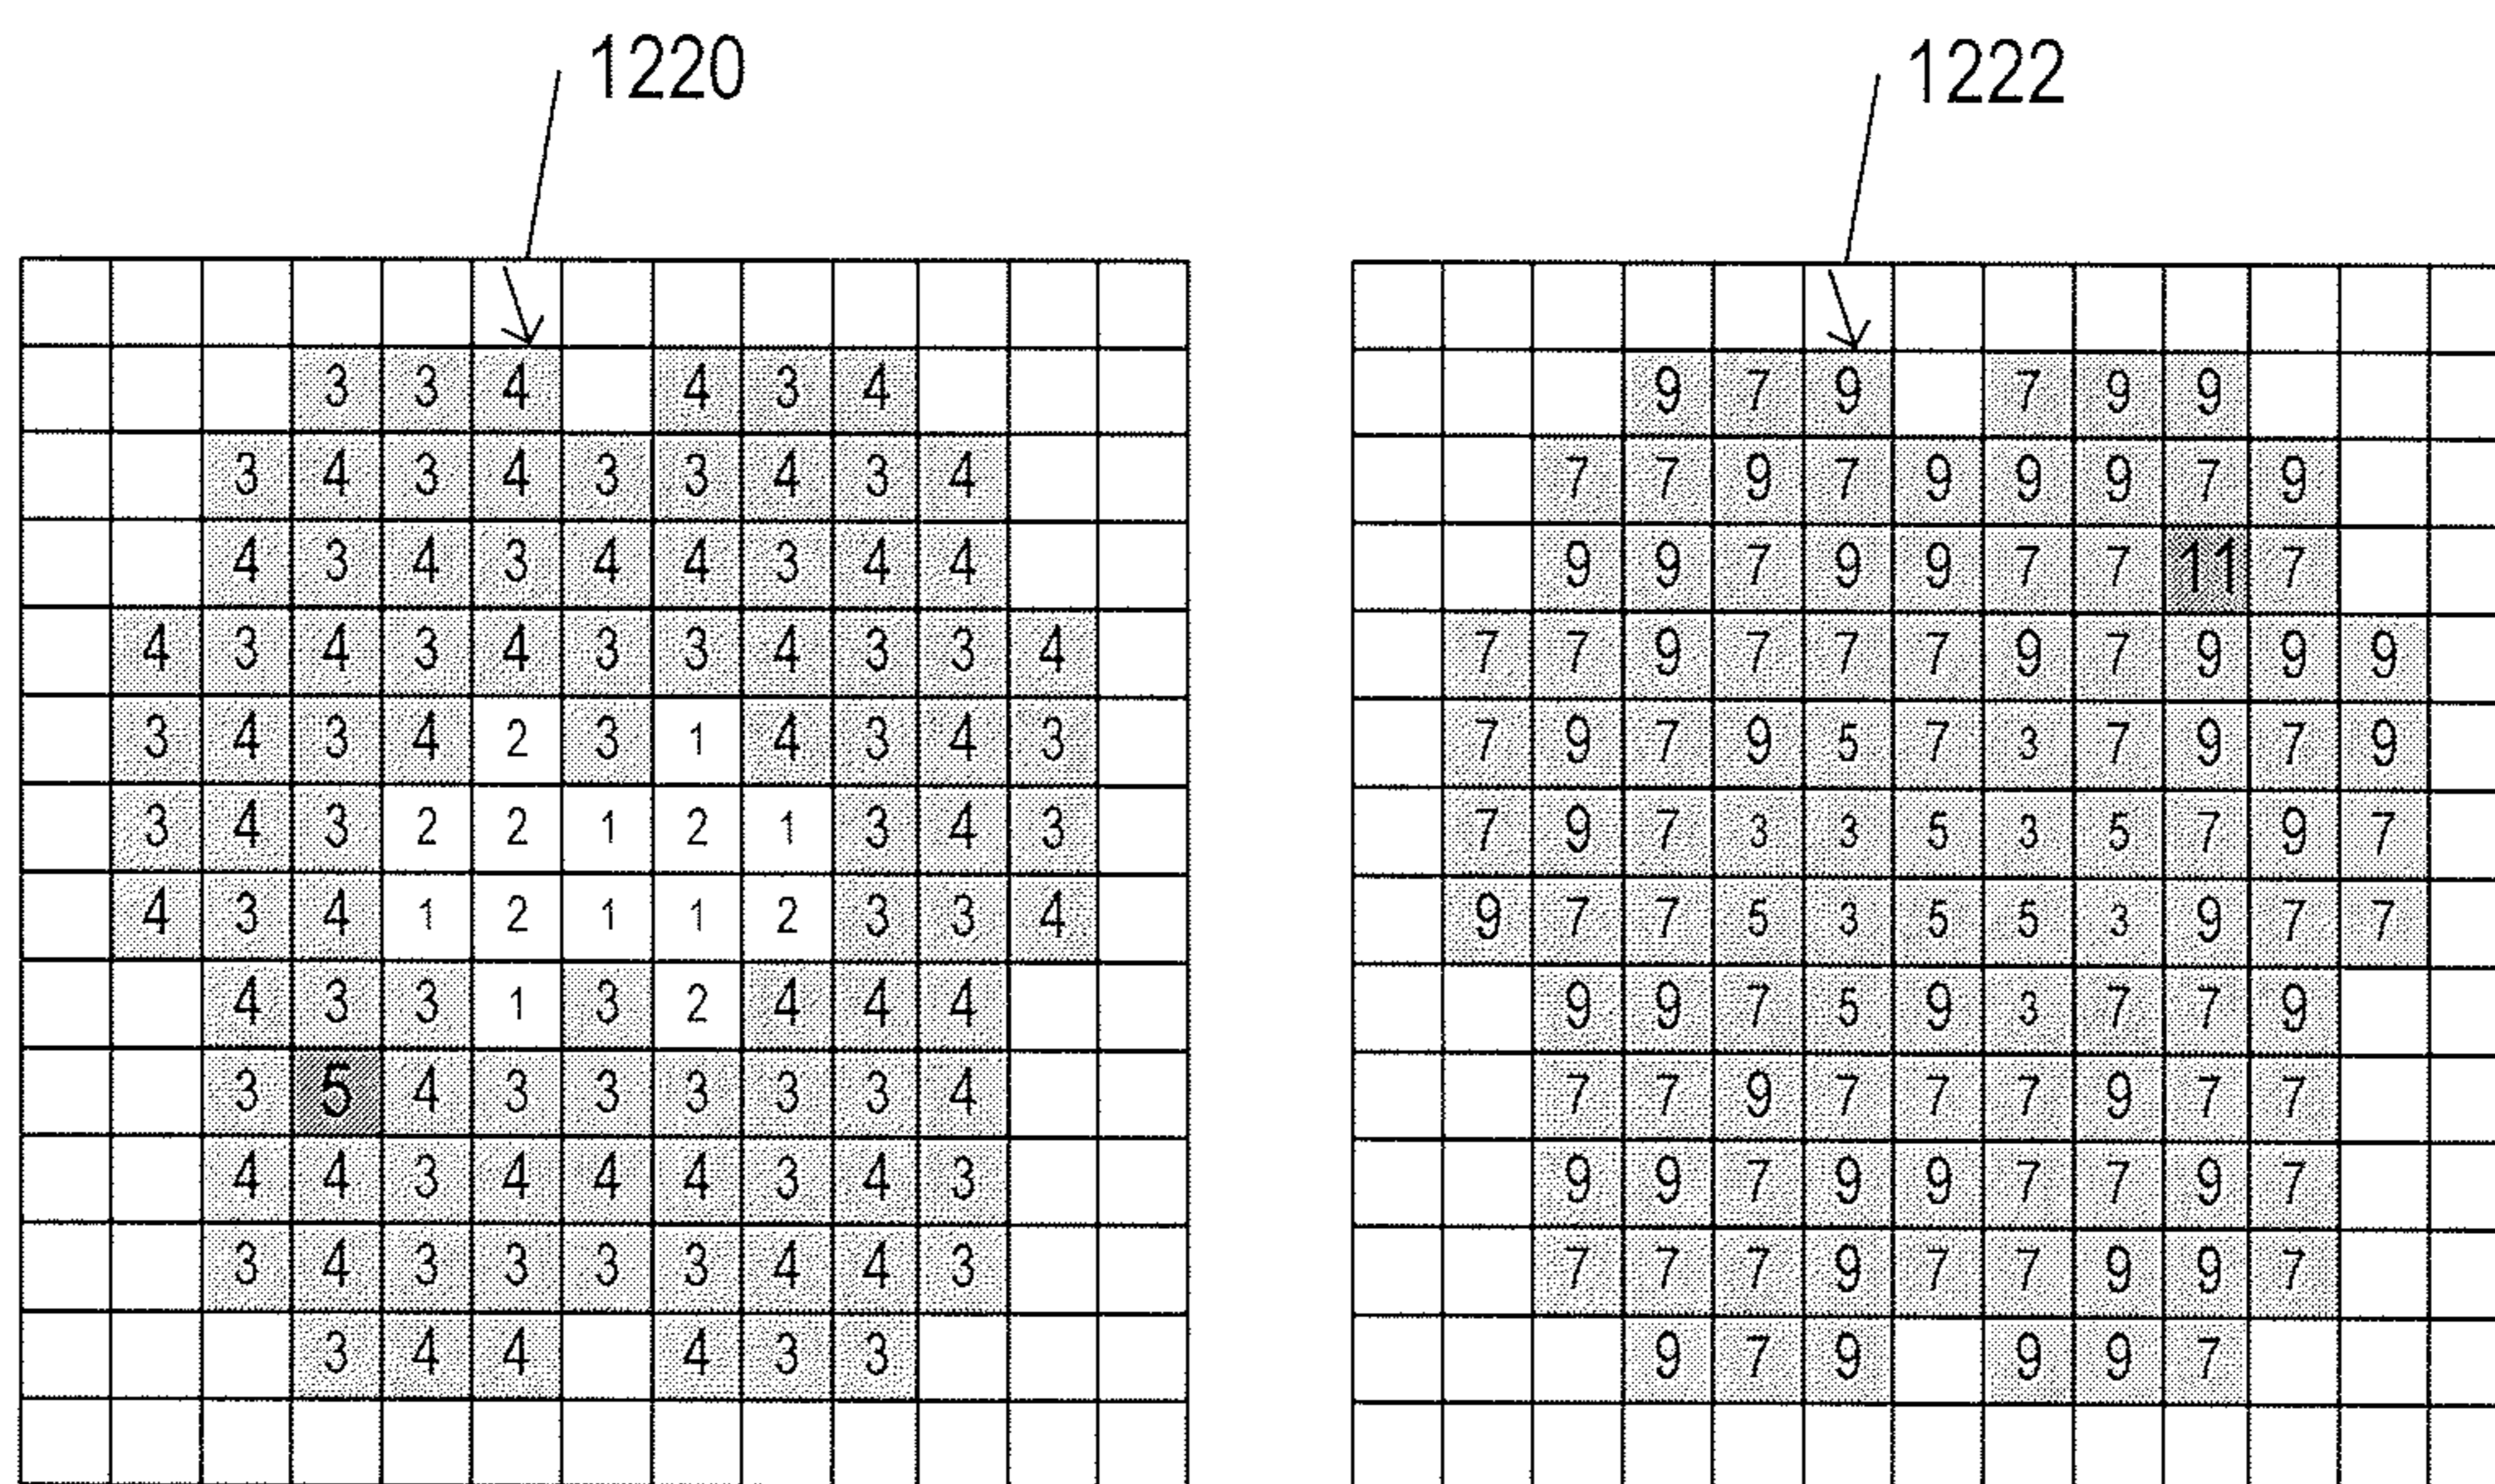 1220
1222
3 3 4 4 3 4
3 4 3 4 3 3 4 3 4
4 3 4 3 4 4 3 4 4
4 3 4 3 4 3 3 4 3 3 4
3 4 3 4 2 3 1 4 3 4 3
3 4 3 2 2 1 2 1 3 4 3
4 3 4 1 2 1 1 2 3 3 4
4 3 3 1 3 2 4 4 4
3 5 4 3 3 3 3 3 4
4 4 3 4 4 4 3 4 3
3 4 3 3 3 3 4 4 3
3 4 4 4 3 3
9 7 9 7 9 9
7 7 9 7 9 9 9 7 9
9 9 7 9 9 7 7 11 7
7 7 9 7 7 7 9 7 9 9 9
7 9 7 9 5 7 3 7 9 7 9
7 9 7 3 3 5 3 5 7 9 7
9 7 7 5 3 5 5 3 9 7 7
9 9 7 5 9 3 7 7 9
7 7 9 7 7 7 9 7 7
9 9 7 9 9 7 7 9 7
7 7 7 9 7 7 9 9 7
9 7 9 9 9 7